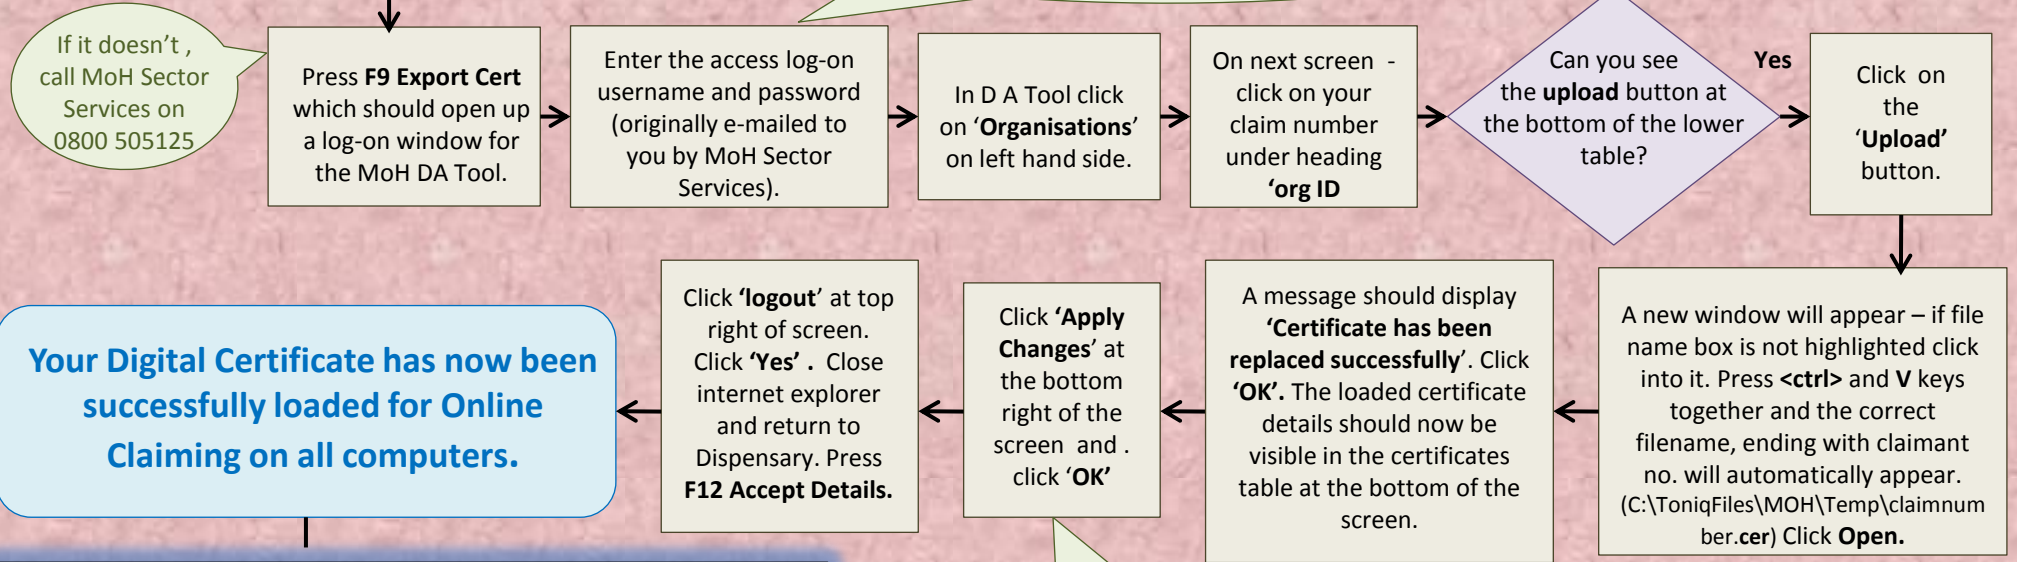 If it doesn't ,
call MoH Sector
Services on
0800 505125
Press F9 Export Cert
which should open up
a log-on window for
the MoH DA Tool.
Enter the access log-on
username and password
(originally e-mailed to
you by MoH Sector
Services).
In D A Tool click
on ‘Organisations’
on left hand side.
On next screen -
click on your
claim number
under heading
‘org ID
Can you see
the upload button at
the bottom of the lower
table?
Yes
Click on
the
‘Upload’
button.
A new window will appear – if file
name box is not highlighted click
into it. Press <ctrl> and V keys
together and the correct
filename, ending with claimant
no. will automatically appear.
(C:\ToniqFiles\MOH\Temp\claimnum
ber.cer) Click Open.
A message should display
‘Certificate has been
replaced successfully’. Click
‘OK’. The loaded certificate
details should now be
visible in the certificates
table at the bottom of the
screen.
Click ‘Apply
Changes’ at
the bottom
right of the
screen and .
click ‘OK’
Click ‘logout’ at top
right of screen.
Click ‘Yes’ . Close
internet explorer
and return to
Dispensary. Press
F12 Accept Details.
Your Digital Certificate has now been
successfully loaded for Online
Claiming on all computers.